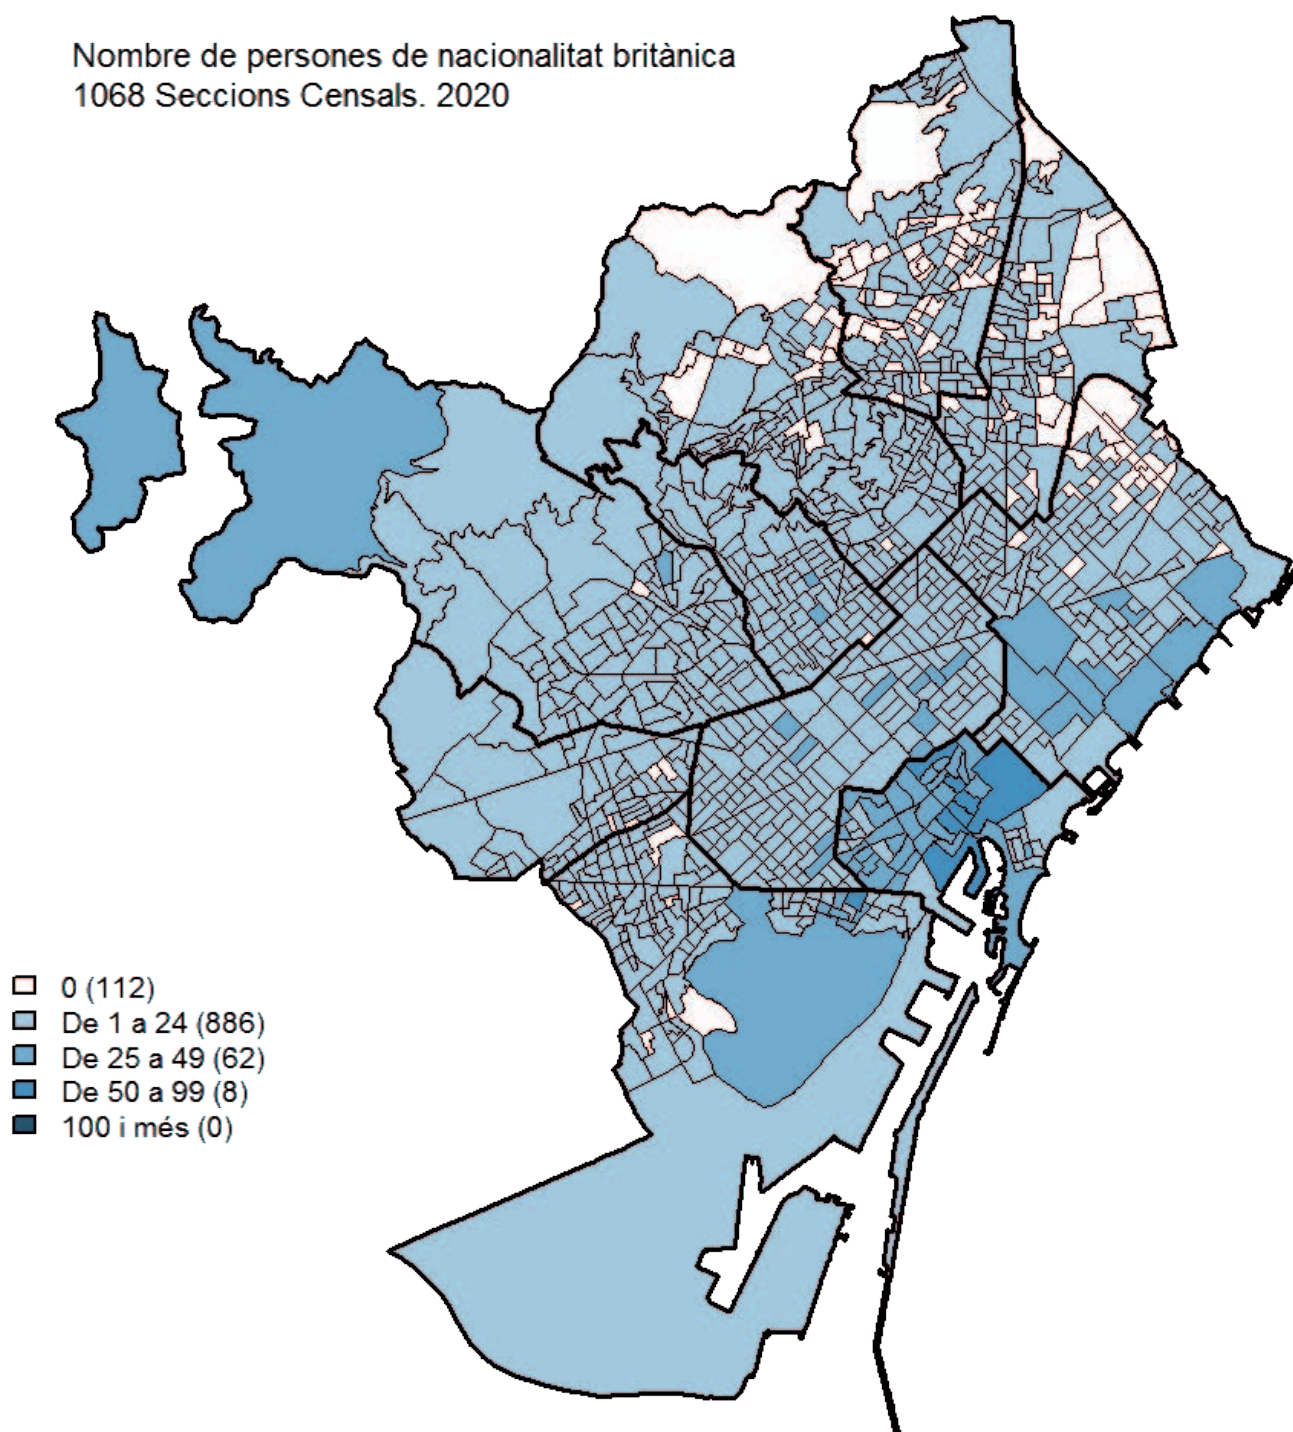 Nombre de persones de nacionalitat britànica
1068 Seccions Censals. 2020
0 (112)
De 1 a 24 (886)
De 25 a 49 (62)
De 50 a 99 (8)
100 i més (0)